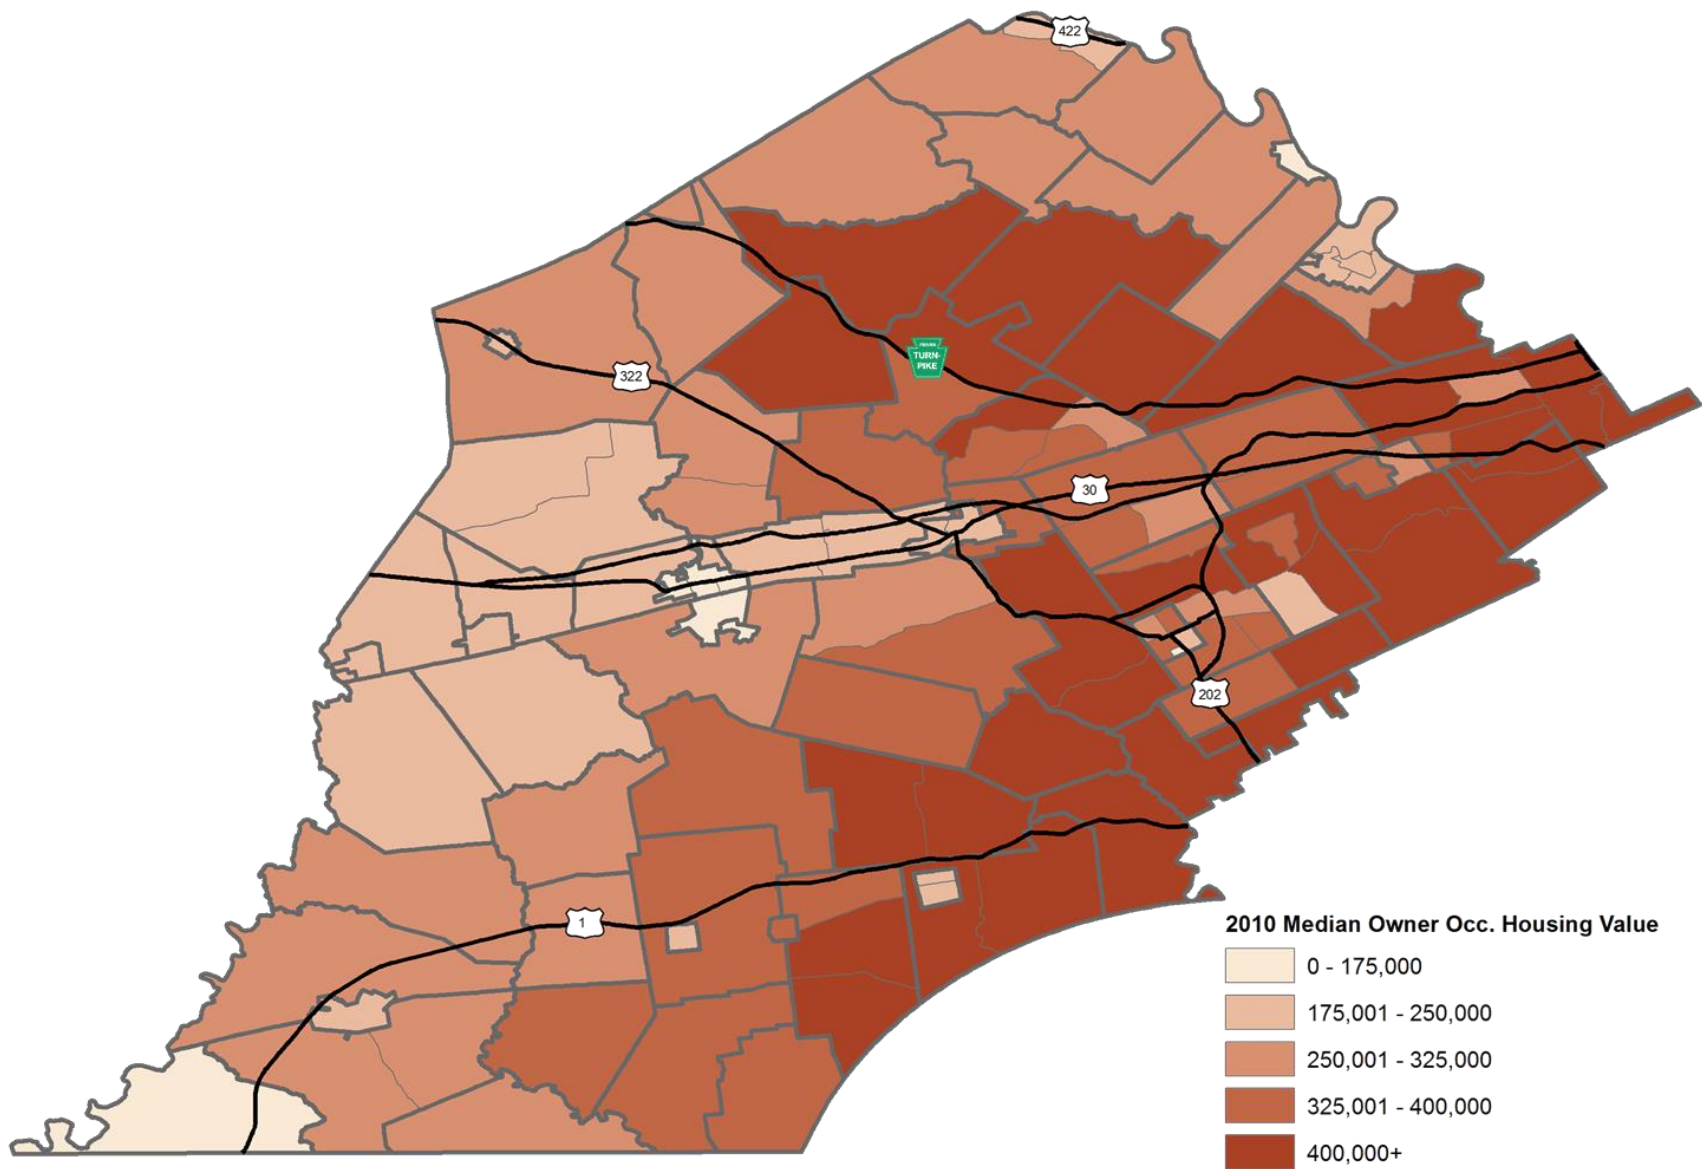 422
322
TURN-
PIKE
30
202
1
2010 Median Owner Occ. Housing Value
0 - 175,000
175,001 - 250,000
250,001 - 325,000
325,001 - 400,000
400,000+